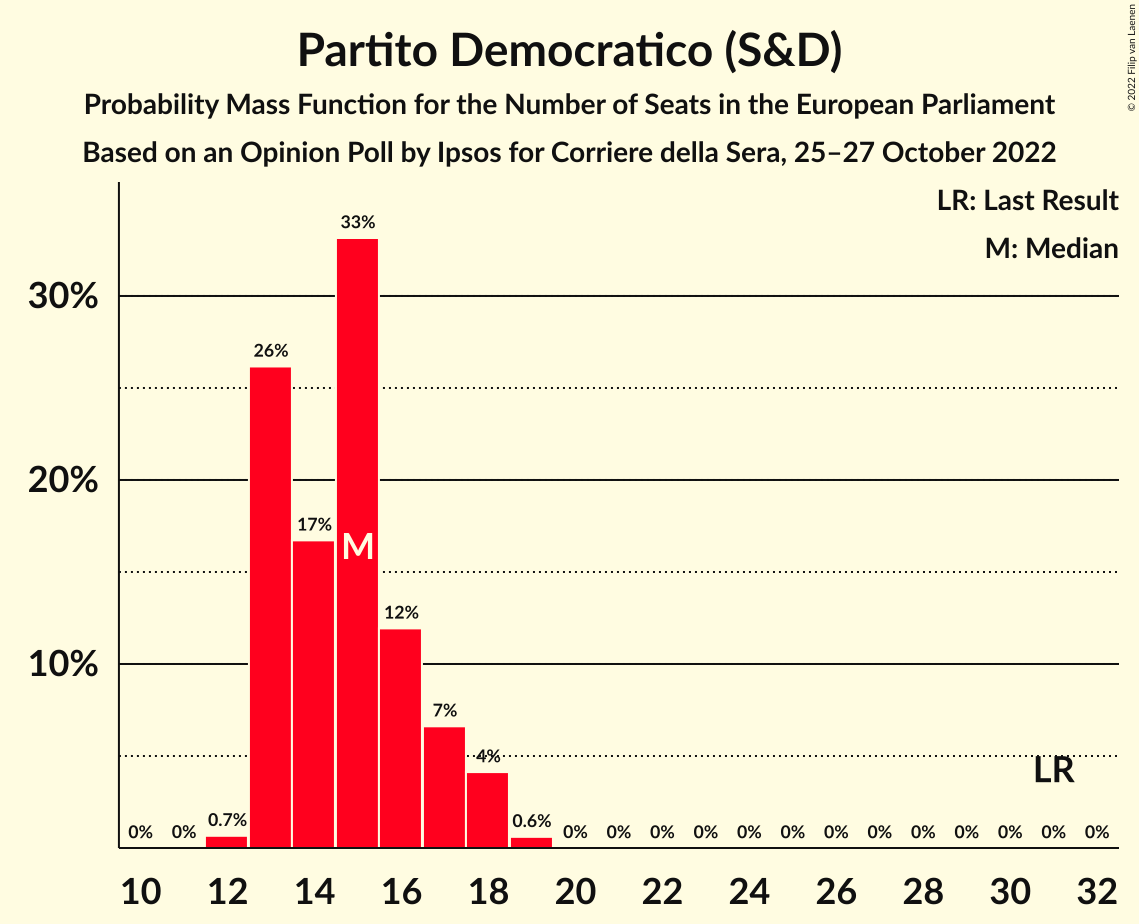 Partito Democratico (S&D)
Probability Mass Function for the Number of Seats in the European Parliament
Based on an Opinion Poll by Ipsos for Corriere della Sera, 25–27 October 2022
© 2022 Filip van Laenen
LR: Last Result
M: Median
30%
20%
10%
0% 0% 0.7% 26% 17% 33% 12% 7% 4% 0.6% 0% 0% 0% 0% 0% 0% 0% 0% 0% 0% 0% 0% 0%
M
LR
10 12 14 16 18 20 22 24 26 28 30 32